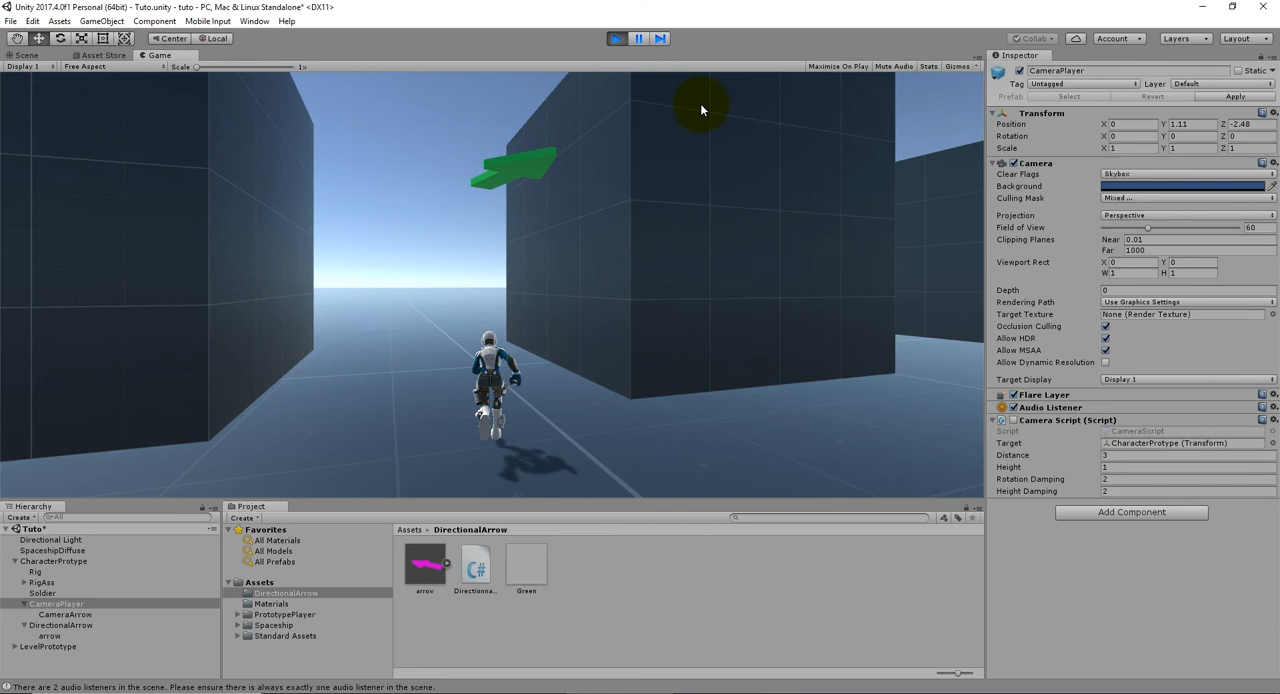 Unity 2017.4.0f1 Personal (64bit) - Tuto.unity - tuto - PC, Mac & Linux Standalone* <DX11>
File Edit Assets GameObject Component Mobile Input Window Help
Center Local Collab Account Layers Layout
Scene Asset Store Game
Display 1 Free Aspect Scale 1x Maximize On Play Mute Audio Stats Gizmos
Inspector
CameraPlayer Static
Tag Untagged Layer Default
Prefab Select Revert Apply
Transform
Position X 0 Y 1.11 Z -2.48
Rotation X 0 Y 0 Z 0
Scale X 1 Y 1 Z 1
Camera
Clear Flags Skybox
Background
Culling Mask Mixed ...
Projection Perspective
Field of View 60
Clipping Planes Near 0.01
Far 1000
Viewport Rect X 0 Y 0
W 1 H 1
Depth 0
Rendering Path Use Graphics Settings
Target Texture None (Render Texture)
Occlusion Culling
Allow HDR
Allow MSAA
Allow Dynamic Resolution
Target Display Display 1
Flare Layer
Audio Listener
Camera Script (Script)
Script CameraScript
Target CharacterProtype (Transform)
Distance 3
Height 1
Rotation Damping 2
Height Damping 2
Add Component
Hierarchy
Create All
Tuto*
Directional Light
SpaceshipDiffuse
CharacterProtype
Rig
RigAss
Soldier
CameraPlayer
CameraArrow
DirectionalArrow
arrow
LevelPrototype
Project
Create
Favorites
All Materials
All Models
All Prefabs
Assets
DirectionalArrow
Materials
PrototypePlayer
Spaceship
Standard Assets
Assets DirectionalArrow
C#
arrow Directionna... Green
There are 2 audio listeners in the scene. Please ensure there is always exactly one audio listener in the scene.